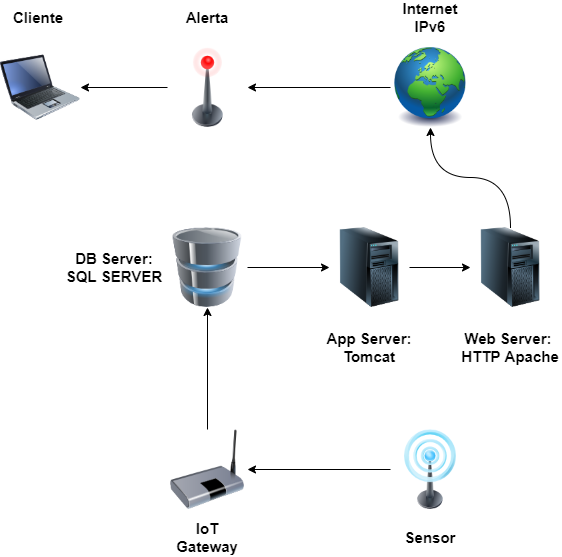 Cliente
Alerta
Internet
IPv6
DB Server:
SQL SERVER
App Server:
Tomcat
Web Server:
HTTP Apache
IoT
Gateway
Sensor